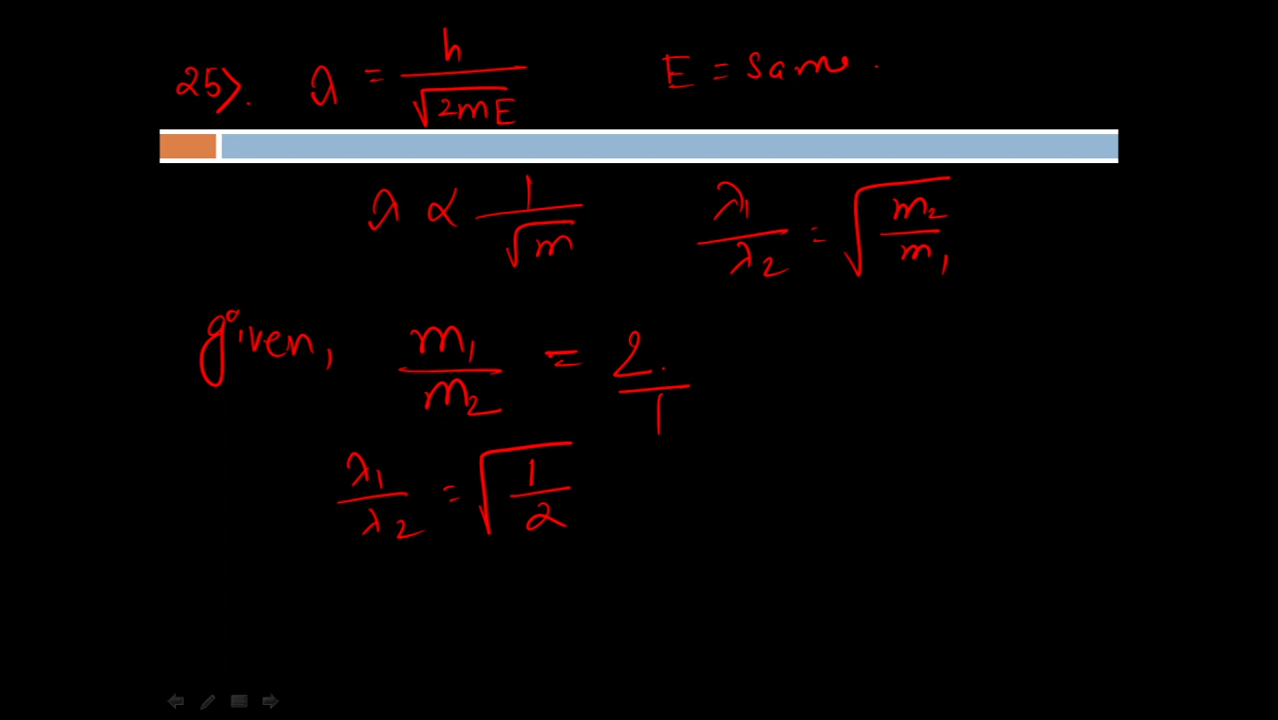 25>. λ = h / √2mE E = same.
λ ∝ 1 / √m λ1 / λ2 = √(m2 / m1)
given, m1 / m2 = 2. / 1
λ1 / λ2 = √(1 / 2)